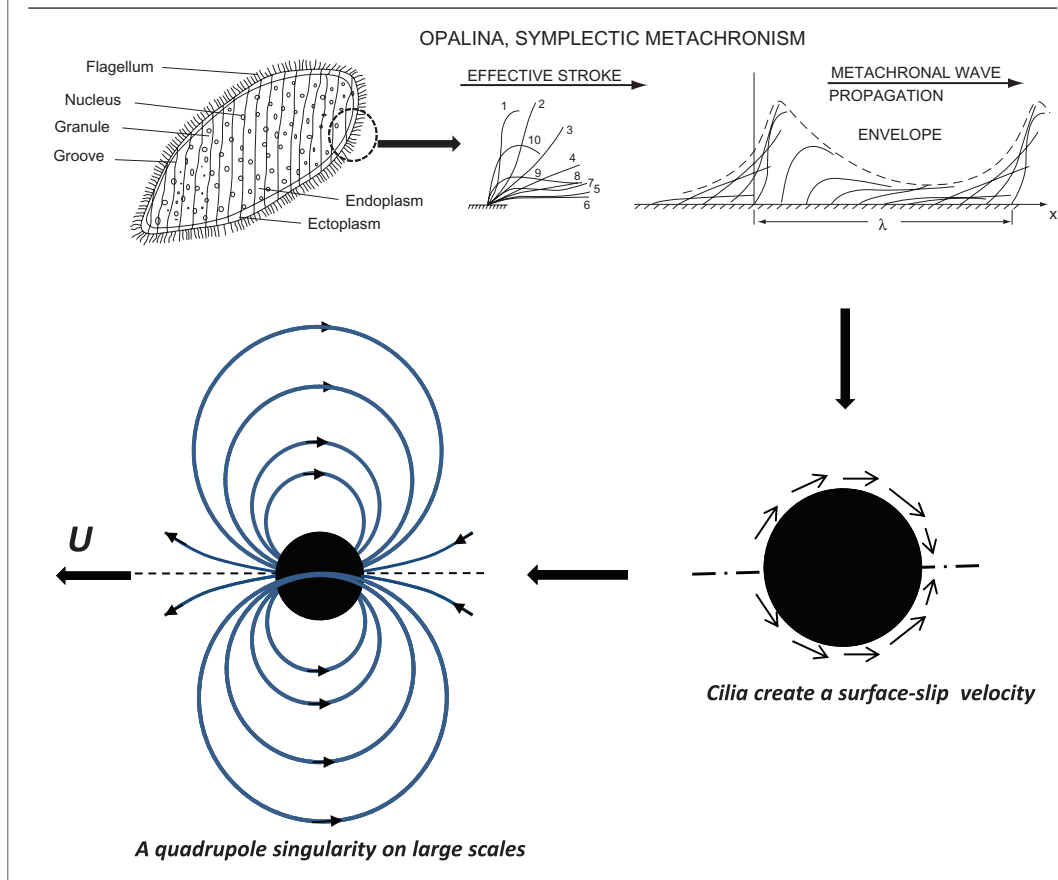 OPALINA, SYMPLECTIC METACHRONISM
Flagellum
Nucleus
Granule
Groove
Endoplasm
Ectoplasm
EFFECTIVE STROKE
1
2
3
10
4
9
8
7
5
6
METACHRONAL WAVE
PROPAGATION
ENVELOPE
x
λ
U
Cilia create a surface-slip velocity
A quadrupole singularity on large scales